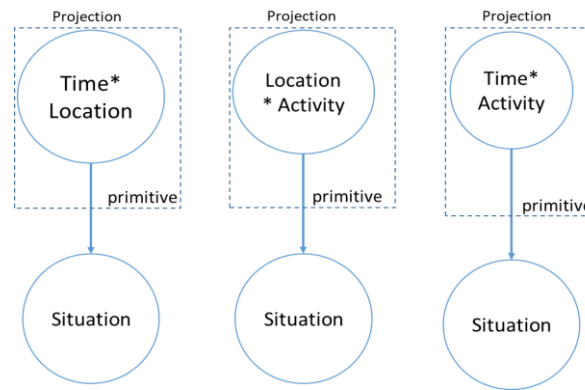 Projection
Projection
Projection
Time*
Location
Location
* Activity
Time*
Activity
primitive
primitive
primitive
Situation
Situation
Situation